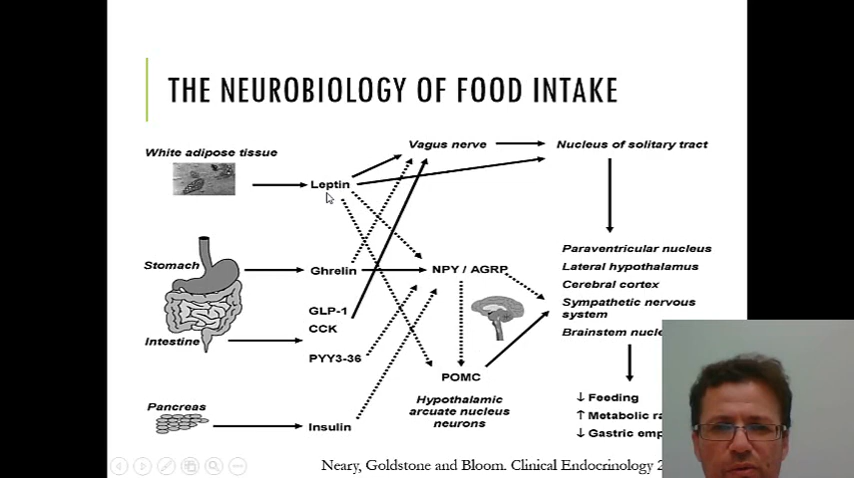 THE NEUROBIOLOGY OF FOOD INTAKE
Vagus nerve
Nucleus of solitary tract
White adipose tissue
Leptin
Paraventricular nucleus
Lateral hypothalamus
Cerebral cortex
Sympathetic nervous
system
Stomach
Ghrelin
NPY / AGRP
GLP-1
CCK
Brainstem
Intestine
PYY3-36
POMC
Hypothalamic
arcuate nucleus
neurons
↓ Feeding
↑ Metabolic
↓ Gastric
Pancreas
Insulin
Neary, Goldstone and Bloom. Clinical Endocrinology